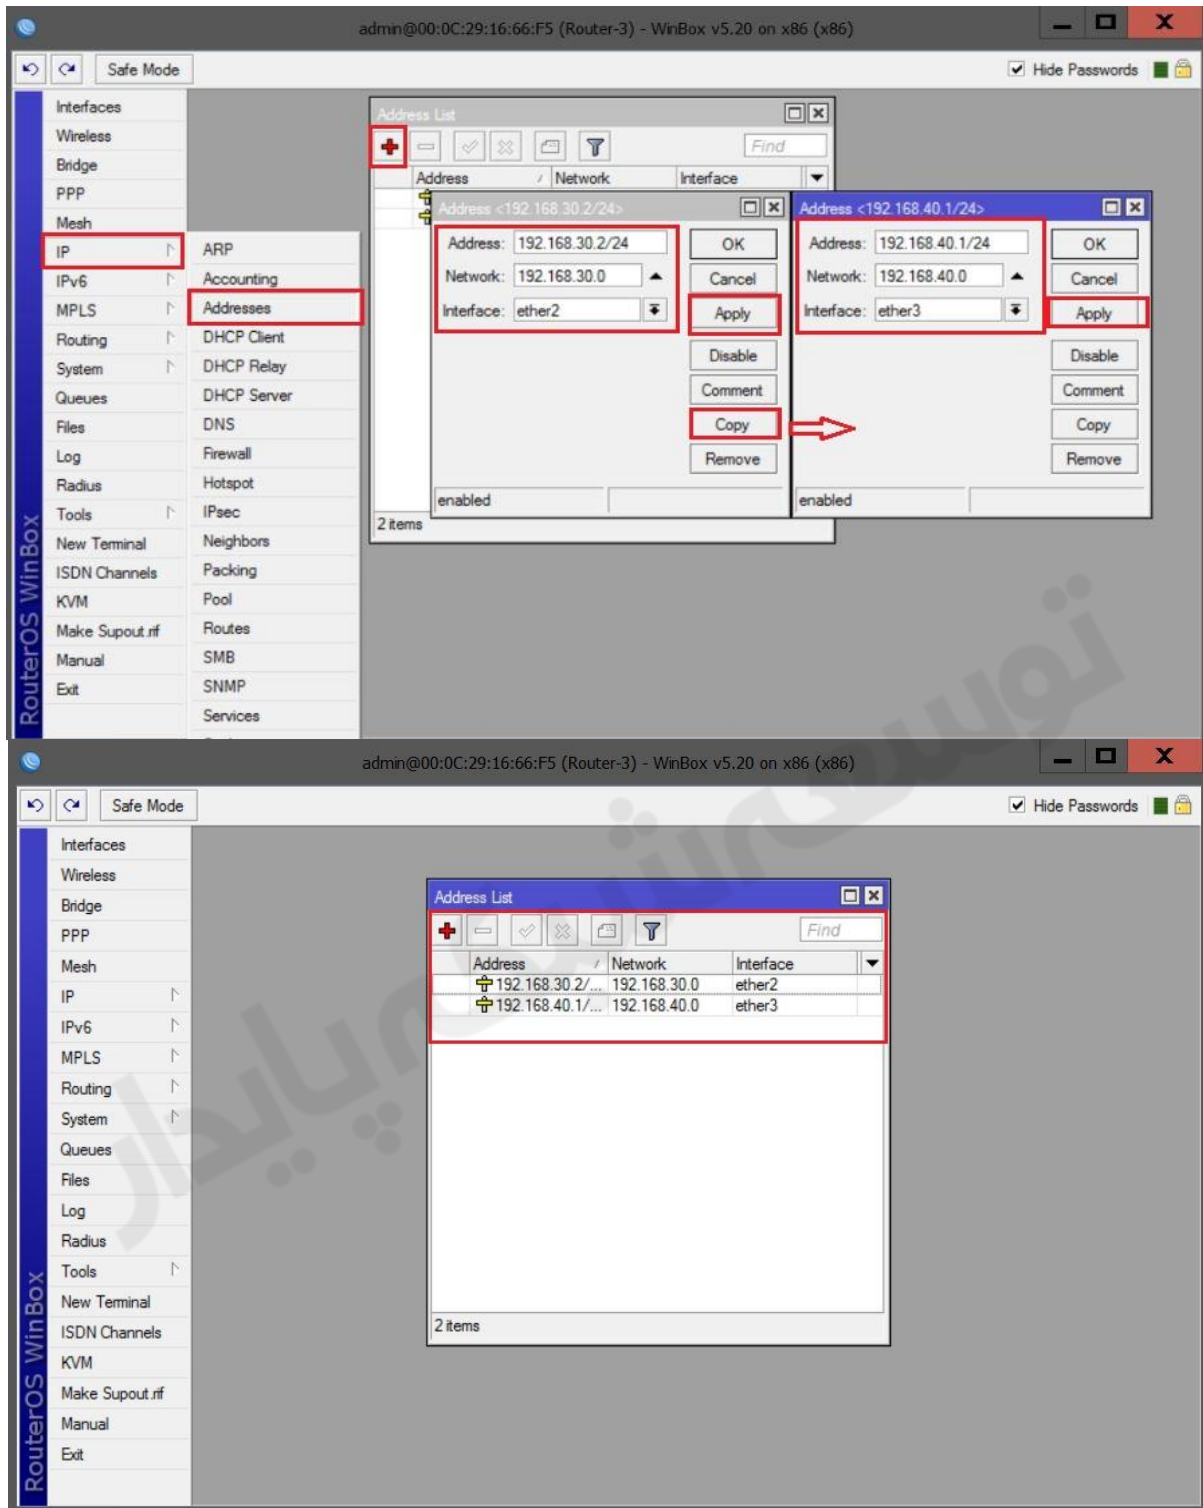 admin@00:0C:29:16:66:F5 (Router-3) - WinBox v5.20 on x86 (x86)
Safe Mode
Hide Passwords
RouterOS WinBox
Interfaces
Wireless
Bridge
PPP
Mesh
IP
IPv6
MPLS
Routing
System
Queues
Files
Log
Radius
Tools
New Terminal
ISDN Channels
KVM
Make Supout.rif
Manual
Exit
ARP
Accounting
Addresses
DHCP Client
DHCP Relay
DHCP Server
DNS
Firewall
Hotspot
IPsec
Neighbors
Packing
Pool
Routes
SMB
SNMP
Services
Address List
Find
Address Network Interface
2 items
Address <192.168.30.2/24>
Address: 192.168.30.2/24
Network: 192.168.30.0
Interface: ether2
OK
Cancel
Apply
Disable
Comment
Copy
Remove
enabled
Address <192.168.40.1/24>
Address: 192.168.40.1/24
Network: 192.168.40.0
Interface: ether3
OK
Cancel
Apply
Disable
Comment
Copy
Remove
enabled
admin@00:0C:29:16:66:F5 (Router-3) - WinBox v5.20 on x86 (x86)
Safe Mode
Hide Passwords
RouterOS WinBox
Interfaces
Wireless
Bridge
PPP
Mesh
IP
IPv6
MPLS
Routing
System
Queues
Files
Log
Radius
Tools
New Terminal
ISDN Channels
KVM
Make Supout.rif
Manual
Exit
Address List
Find
Address Network Interface
192.168.30.2/... 192.168.30.0 ether2
192.168.40.1/... 192.168.40.0 ether3
2 items
توسعه شبکه پایدار